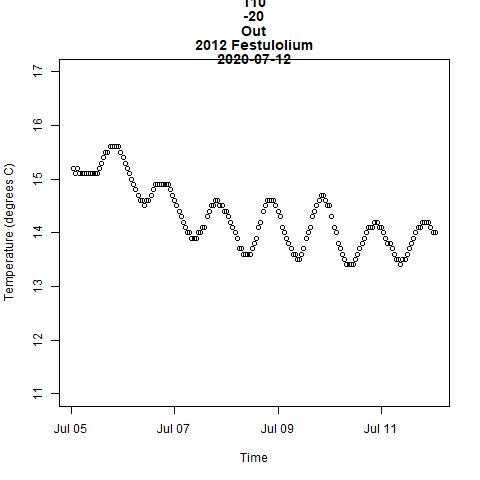 110
-20
Out
2012 Festulolium
2020-07-12
17
16
15
14
13
12
11
Temperature (degrees C)
Jul 05
Jul 07
Jul 09
Jul 11
Time